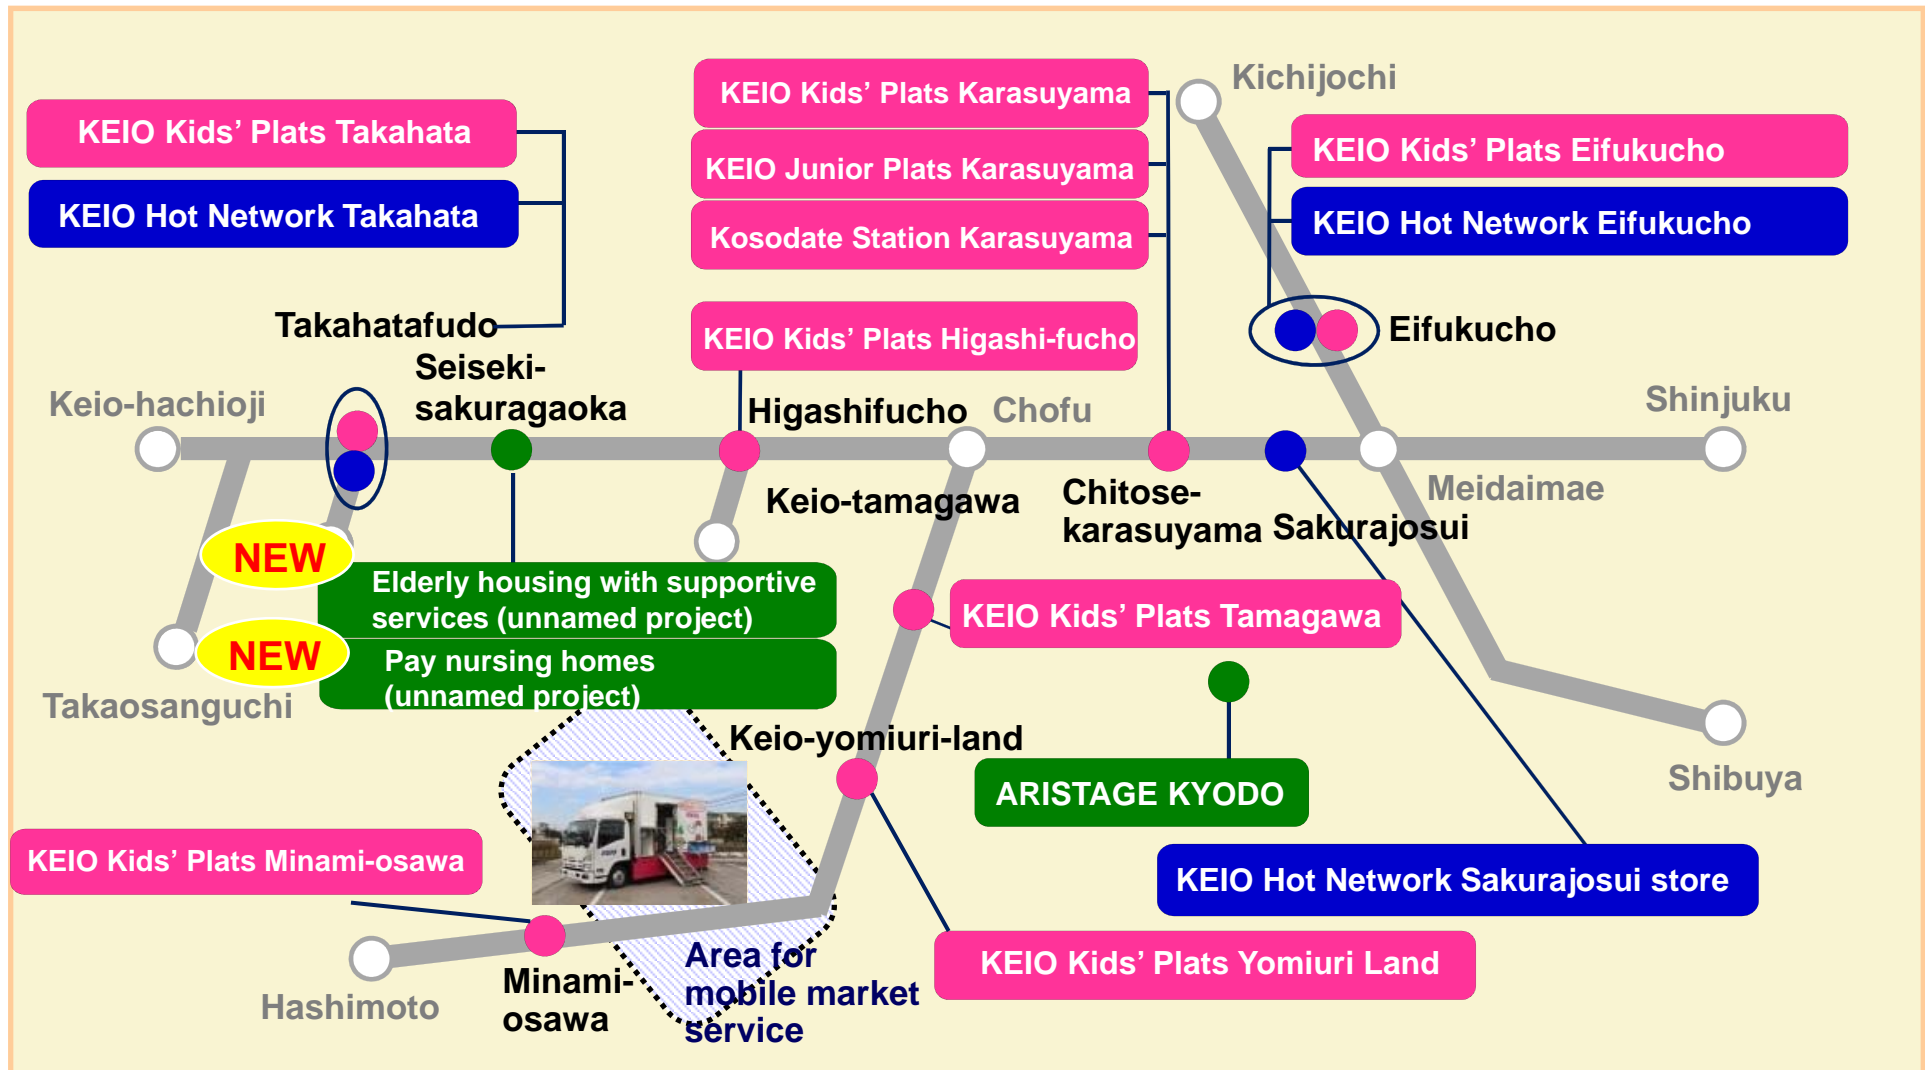 Kichijochi
KEIO Kids’ Plats Karasuyama
KEIO Kids’ Plats Takahata
KEIO Kids’ Plats Eifukucho
KEIO Junior Plats Karasuyama
KEIO Hot Network Takahata
KEIO Hot Network Eifukucho
Kosodate Station Karasuyama
Takahatafudo
KEIO Kids’ Plats Higashi-fucho
Eifukucho
Seiseki-
sakuragaoka
Keio-hachioji
Higashifucho
Chofu
Shinjuku
Keio-tamagawa
Chitose-
karasuyama
Sakurajosui
Meidaimae
NEW
Elderly housing with supportive
services (unnamed project)
KEIO Kids’ Plats Tamagawa
NEW
Pay nursing homes
(unnamed project)
Takaosanguchi
Keio-yomiuri-land
ARISTAGE KYODO
Shibuya
KEIO Kids’ Plats Minami-osawa
KEIO Hot Network Sakurajosui store
Area for
mobile market
service
KEIO Kids’ Plats Yomiuri Land
Minami-
osawa
Hashimoto